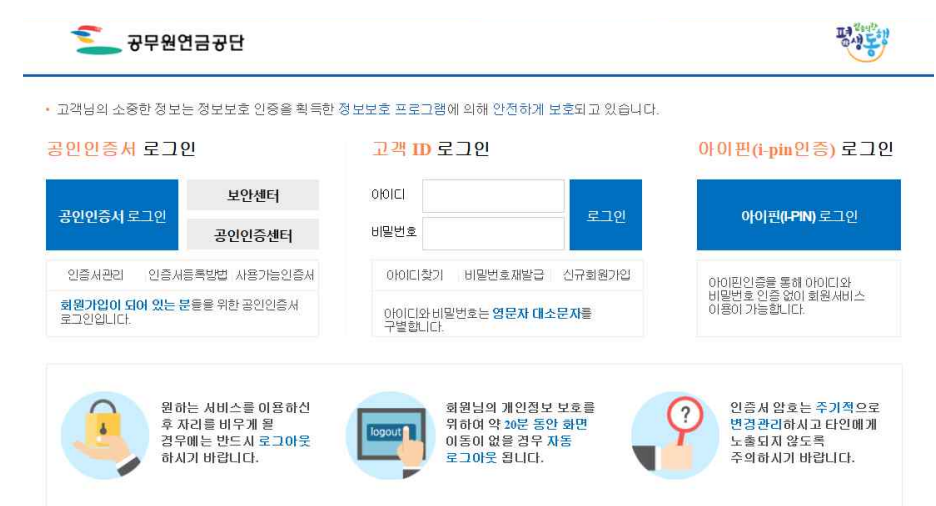 공무원연금공단
평생동행
• 고객님의 소중한 정보는 정보보호 인증을 획득한 정보보호 프로그램에 의해 안전하게 보호되고 있습니다.
공인인증서 로그인
공인인증서 로그인
보안센터
공인인증센터
인증서관리 인증서등록방법 사용가능인증서
회원가입이 되어 있는 분들을 위한 공인인증서
로그인입니다.
고객 ID 로그인
아이디
비밀번호
로그인
아이디찾기 비밀번호재발급 신규회원가입
아이디와 비밀번호는 영문자 대소문자를
구별합니다.
아이핀(i-pin인증) 로그인
아이핀(I-PIN) 로그인
아이핀인증을 통해 아이디와
비밀번호 인증 없이 회원서비스
이용이 가능합니다.
원하는 서비스를 이용하신
후 자리를 비우게 될
경우에는 반드시 로그아웃
하시기 바랍니다.
logout
회원님의 개인정보 보호를
위하여 약 20분 동안 화면
이동이 없을 경우 자동
로그아웃 됩니다.
?
인증서 암호는 주기적으로
변경관리하시고 타인에게
노출되지 않도록
주의하시기 바랍니다.